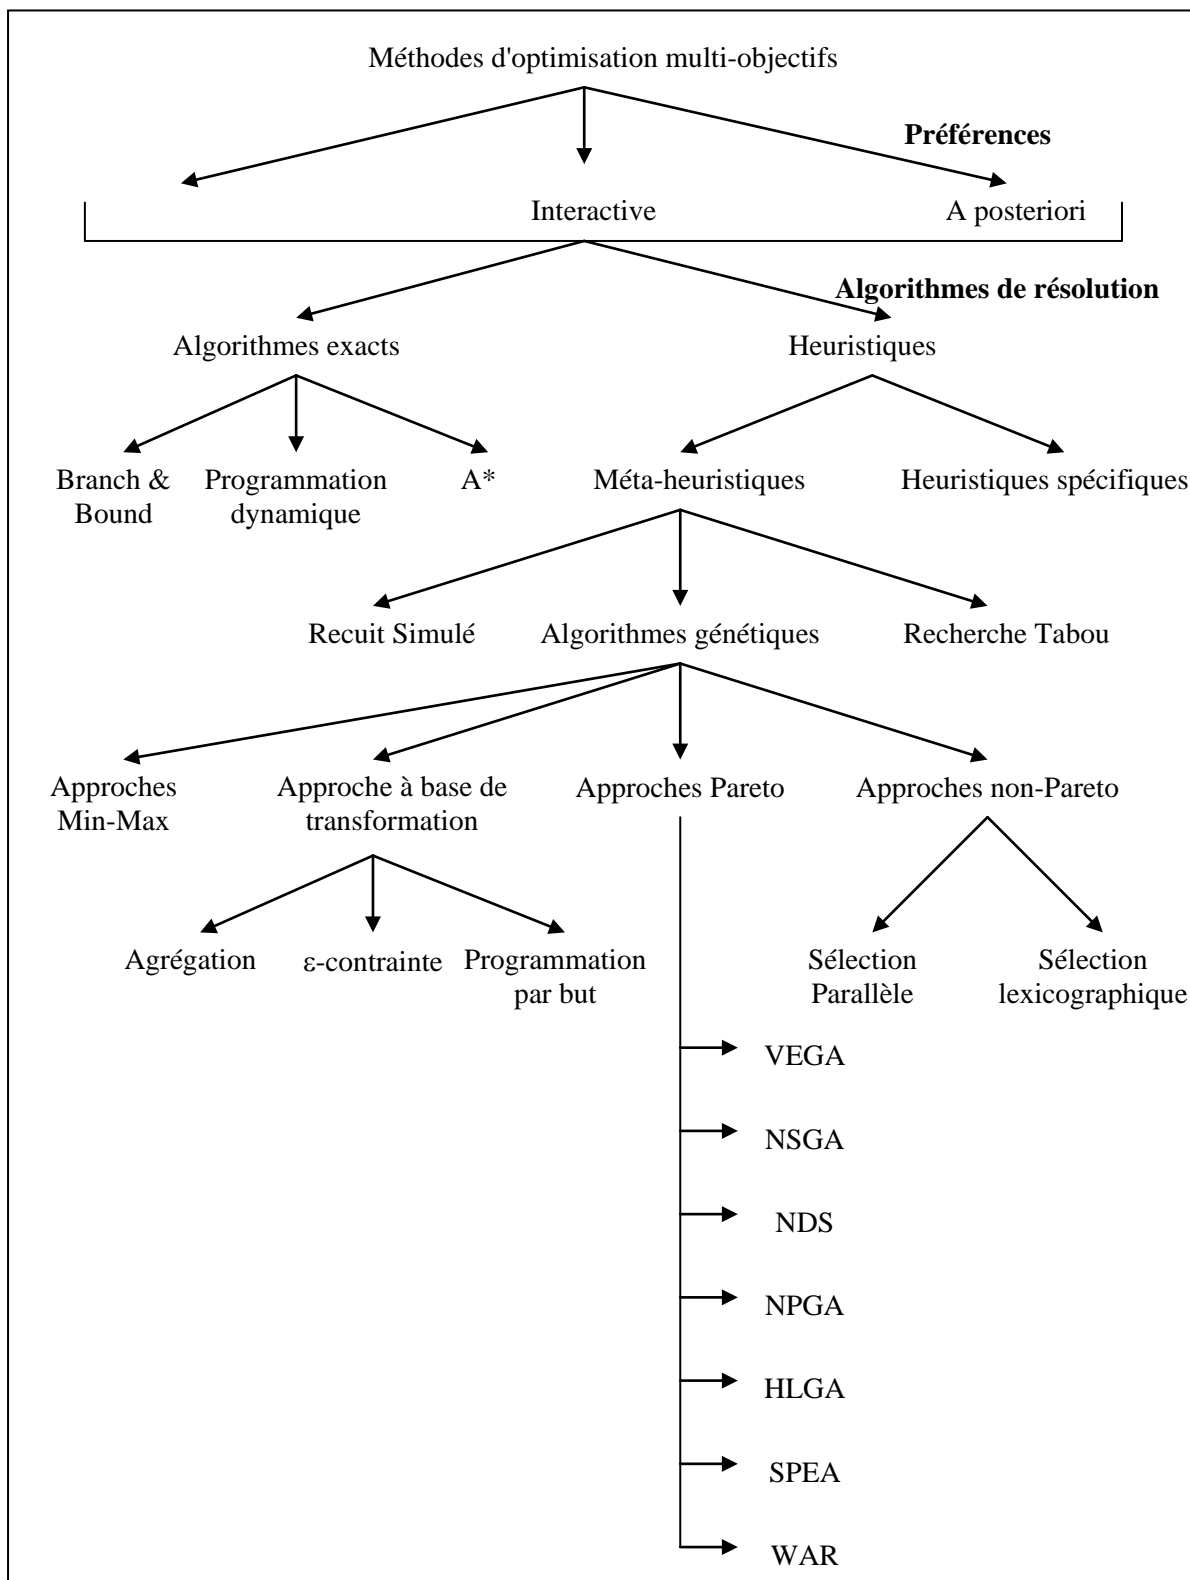 Méthodes d'optimisation multi-objectifs
Préférences
Interactive
A posteriori
Algorithmes de résolution
Algorithmes exacts
Heuristiques
Branch &
Bound
Programmation
dynamique
A*
Méta-heuristiques
Heuristiques spécifiques
Recuit Simulé
Algorithmes génétiques
Recherche Tabou
Approches
Min-Max
Approche à base de
transformation
Approches Pareto
Approches non-Pareto
Agrégation
ε-contrainte
Programmation
par but
Sélection
Parallèle
Sélection
lexicographique
VEGA
NSGA
NDS
NPGA
HLGA
SPEA
WAR